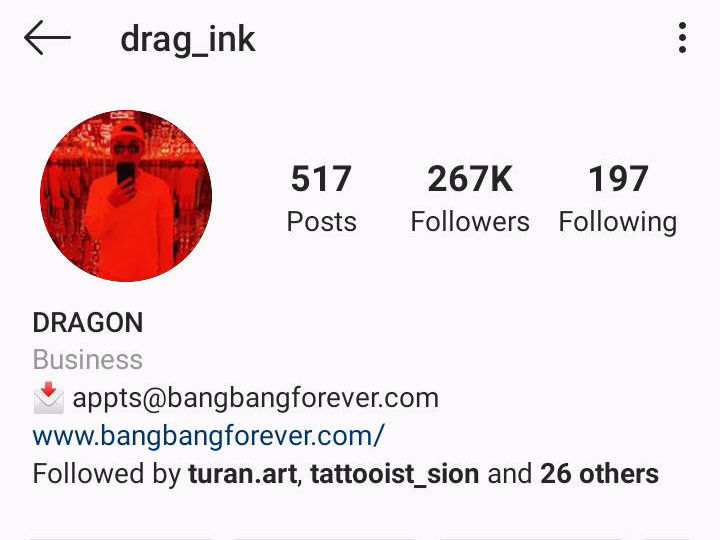 drag_ink
517 267K 197
Posts Followers Following
DRAGON
Business
appts@bangbangforever.com
www.bangbangforever.com/
Followed by turan.art, tattooist_sion and 26 others